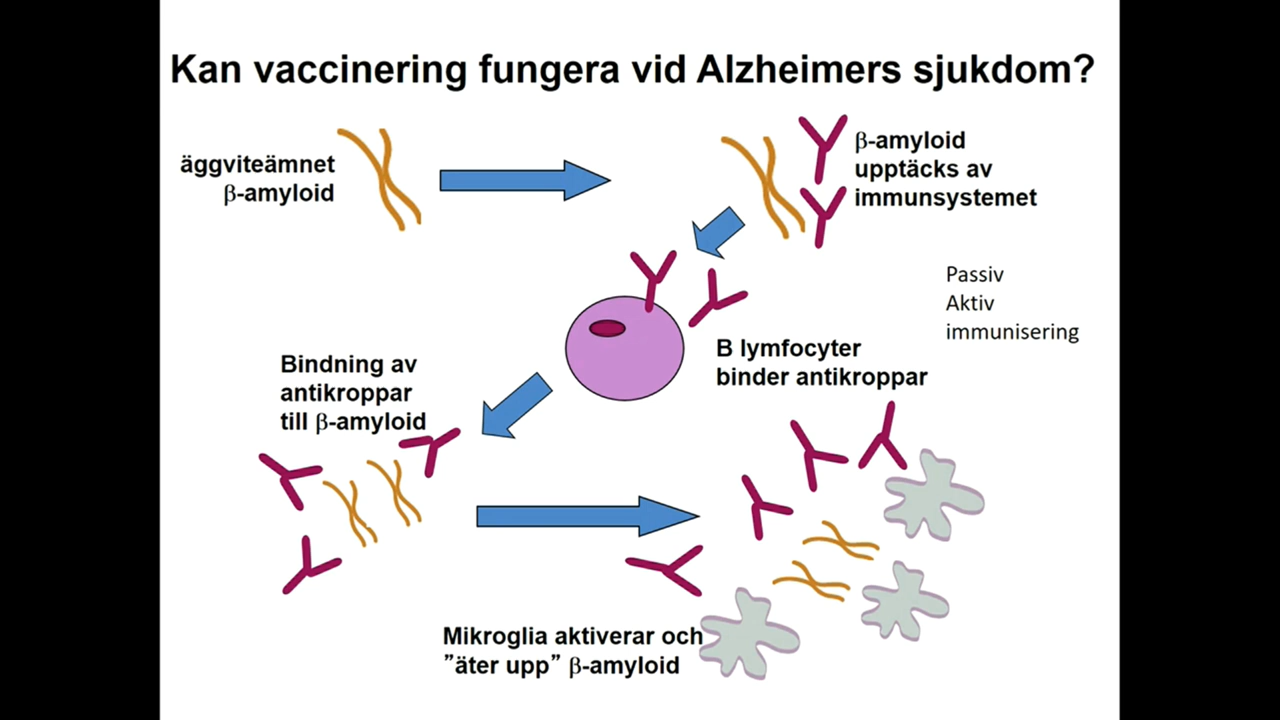 Kan vaccinering fungera vid Alzheimers sjukdom?
äggviteämnet
β-amyloid
β-amyloid
upptäcks av
immunsystemet
Passiv
Aktiv
immunisering
B lymfocyter
binder antikroppar
Bindning av
antikroppar
till β-amyloid
Mikroglia aktiverar och
”äter upp” β-amyloid